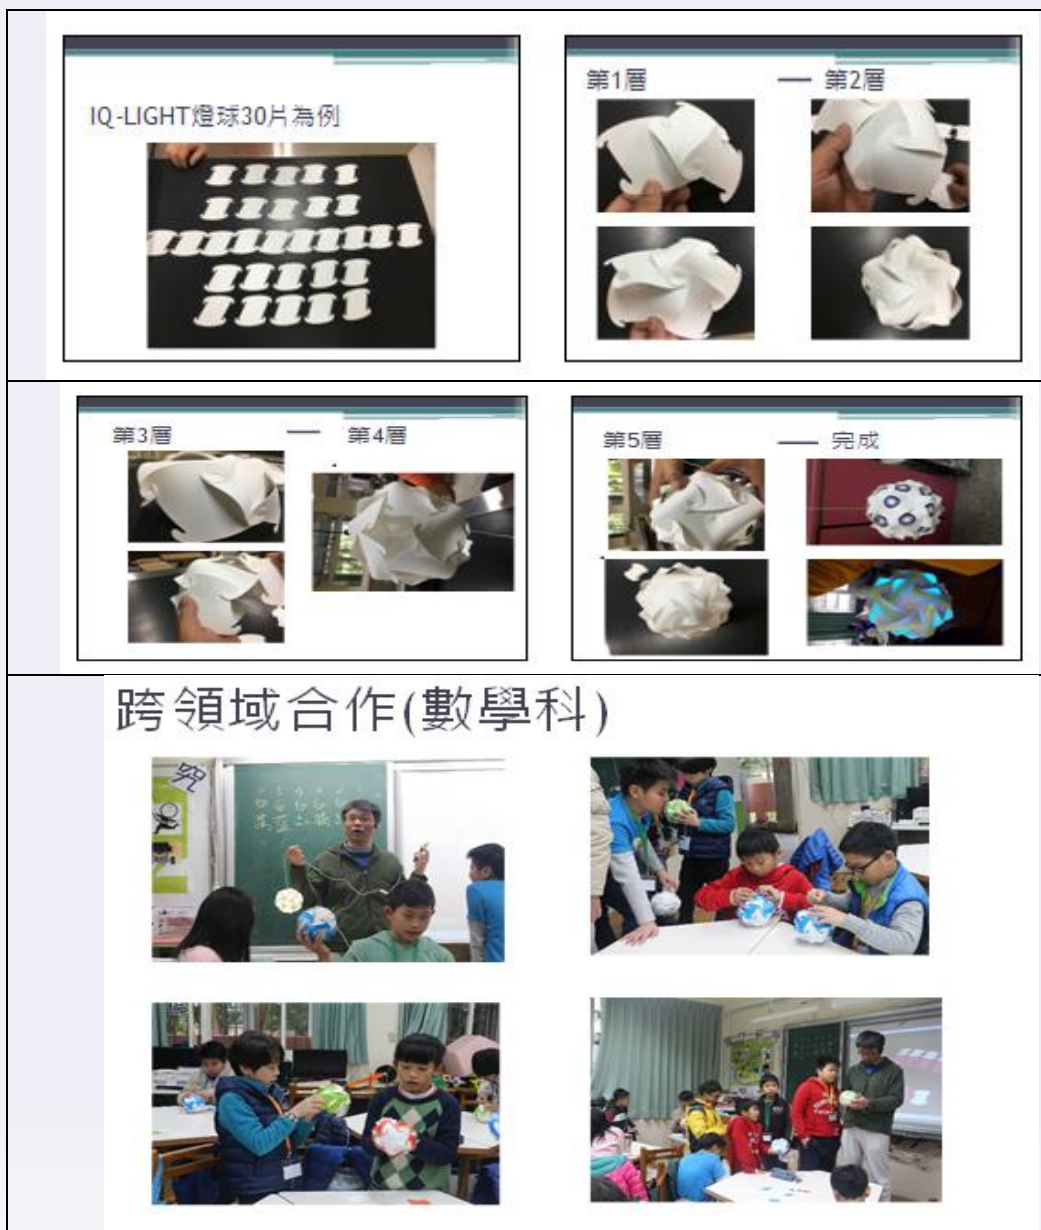 IQ-LIGHT燈球30片為例
第1層 — 第2層
第3層 — 第4層
第5層 — 完成
跨領域合作(數學科)
究